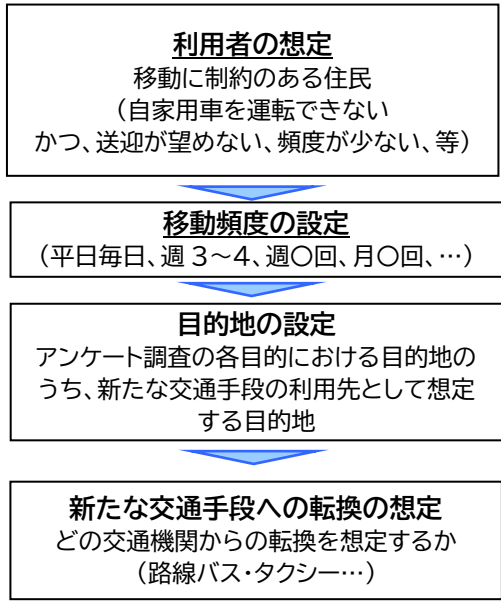 利用者の想定
移動に制約のある住民
（自家用車を運転できない
かつ、送迎が望めない、頻度が少ない、等）
移動頻度の設定
（平日毎日、週３～４、週〇回、月〇回、…）
目的地の設定
アンケート調査の各目的における目的地の
うち、新たな交通手段の利用先として想定
する目的地
新たな交通手段への転換の想定
どの交通機関からの転換を想定するか
（路線バス・タクシー…）